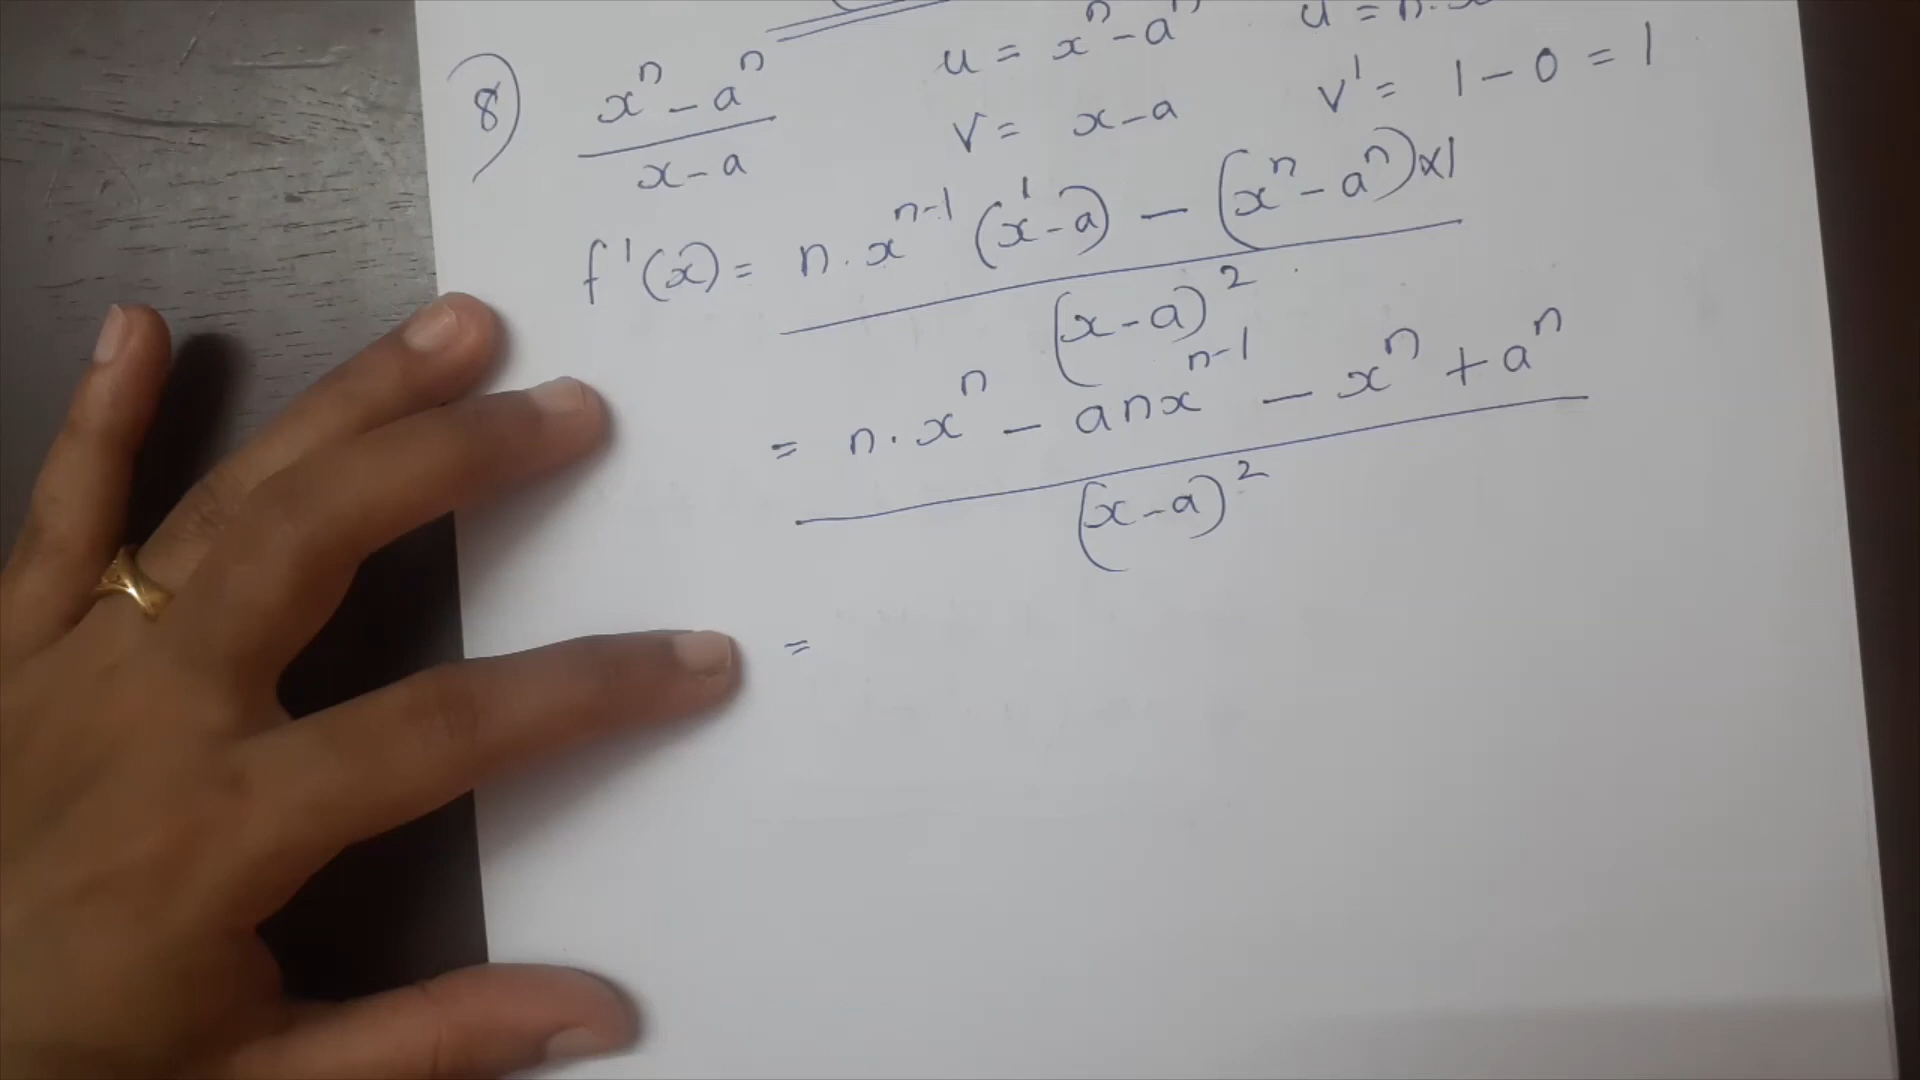 8) xⁿ - aⁿ / x - a
u = xⁿ - aⁿ
u = n.
v = x - a
v' = 1 - 0 = 1
f'(x) = n.xⁿ⁻¹ (x¹ - a) - (xⁿ - aⁿ) × 1 / (x - a)²
= n.xⁿ - anxⁿ⁻¹ - xⁿ + aⁿ / (x - a)²
=